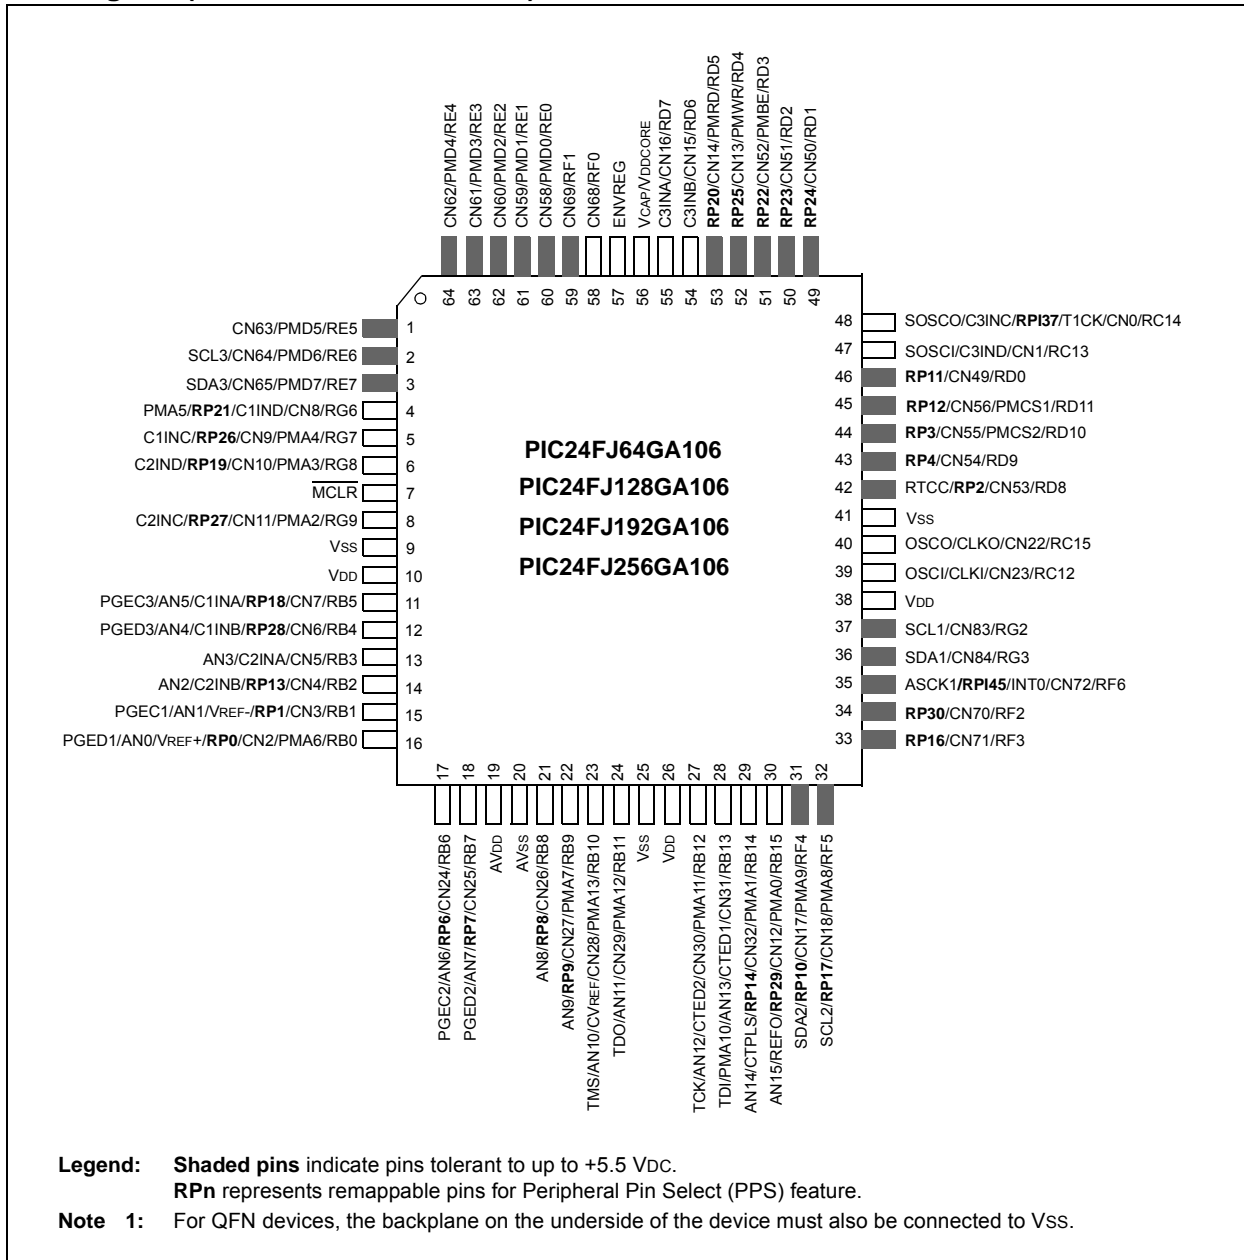 CN62/PMD4/RE4
CN61/PMD3/RE3
CN60/PMD2/RE2
CN59/PMD1/RE1
CN58/PMD0/RE0
CN69/RF1
CN68/RF0
ENVREG
VCAP/VDDCORE
C3INA/CN16/RD7
C3INB/CN15/RD6
RP20/CN14/PMRD/RD5
RP25/CN13/PMWR/RD4
RP22/CN52/PMBE/RD3
RP23/CN51/RD2
RP24/CN50/RD1
64
63
62
61
60
59
58
57
56
55
54
53
52
51
50
49
CN63/PMD5/RE5 1
SCL3/CN64/PMD6/RE6 2
SDA3/CN65/PMD7/RE7 3
PMA5/RP21/C1IND/CN8/RG6 4
C1INC/RP26/CN9/PMA4/RG7 5
C2IND/RP19/CN10/PMA3/RG8 6
MCLR 7
C2INC/RP27/CN11/PMA2/RG9 8
VSS 9
VDD 10
PGEC3/AN5/C1INA/RP18/CN7/RB5 11
PGED3/AN4/C1INB/RP28/CN6/RB4 12
AN3/C2INA/CN5/RB3 13
AN2/C2INB/RP13/CN4/RB2 14
PGEC1/AN1/VREF-/RP1/CN3/RB1 15
PGED1/AN0/VREF+/RP0/CN2/PMA6/RB0 16
PIC24FJ64GA106
PIC24FJ128GA106
PIC24FJ192GA106
PIC24FJ256GA106
48 SOSCO/C3INC/RPI37/T1CK/CN0/RC14
47 SOSCI/C3IND/CN1/RC13
46 RP11/CN49/RD0
45 RP12/CN56/PMCS1/RD11
44 RP3/CN55/PMCS2/RD10
43 RP4/CN54/RD9
42 RTCC/RP2/CN53/RD8
41 VSS
40 OSCO/CLKO/CN22/RC15
39 OSCI/CLKI/CN23/RC12
38 VDD
37 SCL1/CN83/RG2
36 SDA1/CN84/RG3
35 ASCK1/RPI45/INT0/CN72/RF6
34 RP30/CN70/RF2
33 RP16/CN71/RF3
17
18
19
20
21
22
23
24
25
26
27
28
29
30
31
32
PGEC2/AN6/RP6/CN24/RB6
PGED2/AN7/RP7/CN25/RB7
AVDD
AVSS
AN8/RP8/CN26/RB8
AN9/RP9/CN27/PMA7/RB9
TMS/AN10/CVREF/CN28/PMA13/RB10
TDO/AN11/CN29/PMA12/RB11
VSS
VDD
TCK/AN12/CTED2/CN30/PMA11/RB12
TDI/PMA10/AN13/CTED1/CN31/RB13
AN14/CTPLS/RP14/CN32/PMA1/RB14
AN15/REFO/RP29/CN12/PMA0/RB15
SDA2/RP10/CN17/PMA9/RF4
SCL2/RP17/CN18/PMA8/RF5
Legend: Shaded pins indicate pins tolerant to up to +5.5 VDC.
RPn represents remappable pins for Peripheral Pin Select (PPS) feature.
Note 1: For QFN devices, the backplane on the underside of the device must also be connected to VSS.